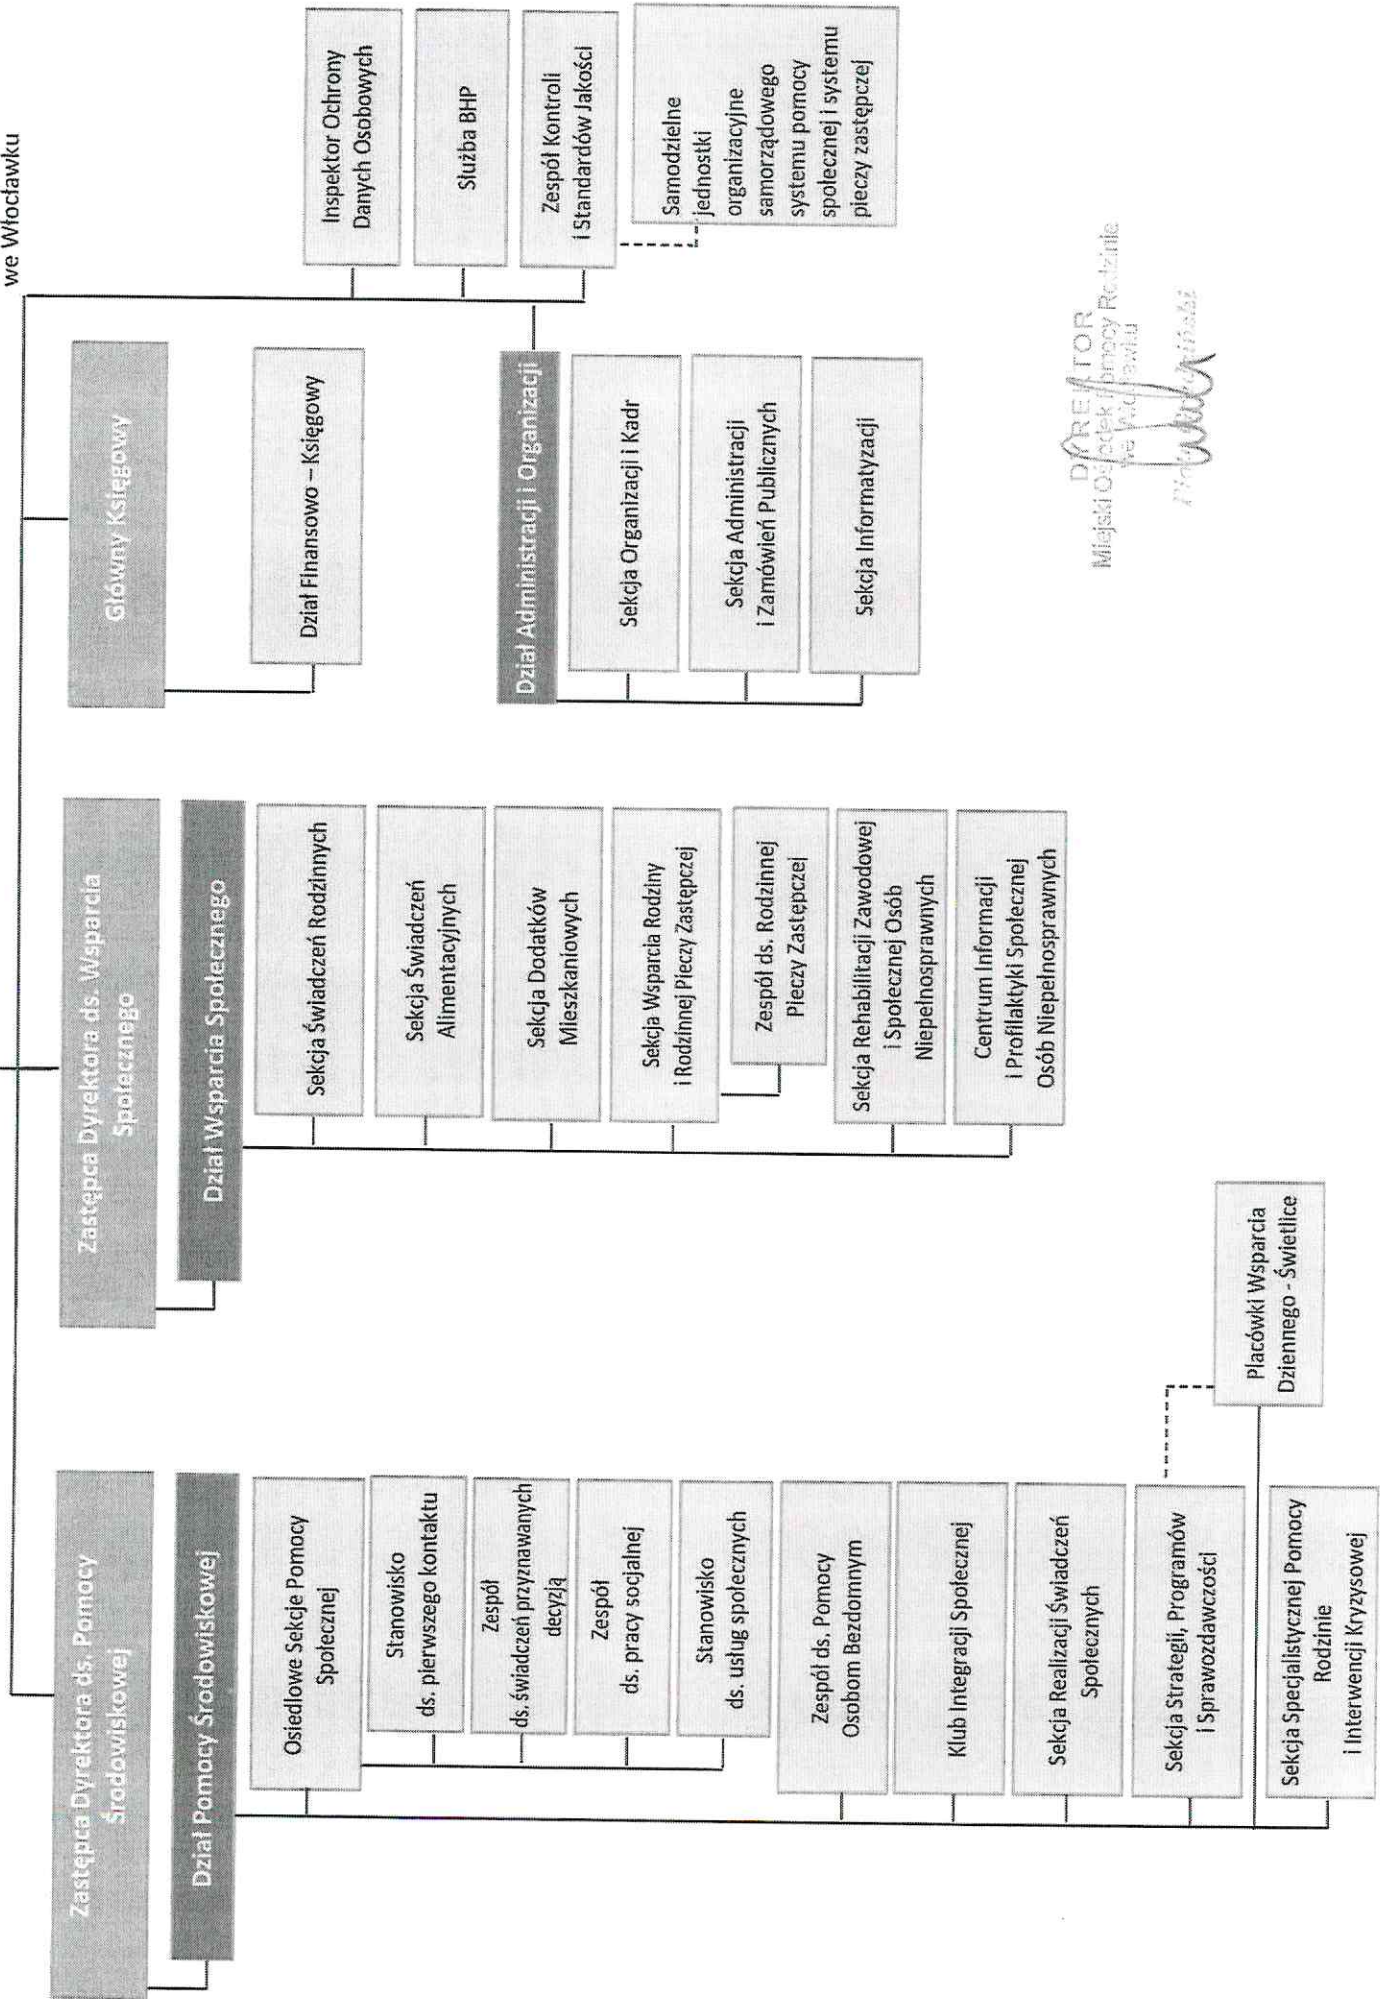 we Włocławku
Zastępca Dyrektora ds. Pomocy
Środowiskowej
Dział Pomocy Środowiskowej
Osiedlowe Sekcje Pomocy
Społecznej
Stanowisko
ds. pierwszego kontaktu
Zespół
ds. świadczeń przyznawanych
decyzją
Zespół
ds. pracy socjalnej
Stanowisko
ds. usług społecznych
Zespół ds. Pomocy
Osobom Bezdomnym
Klub Integracji Społecznej
Sekcja Realizacji Świadczeń
Społecznych
Sekcja Strategii, Programów
i Sprawozdawczości
Placówki Wsparcia
Dziennego - Świetlice
Sekcja Specjalistycznej Pomocy
Rodzinie
i Interwencji Kryzysowej
Zastępca Dyrektora ds. Wsparcia
Społecznego
Dział Wsparcia Społecznego
Sekcja Świadczeń Rodzinnych
Sekcja Świadczeń
Alimentacyjnych
Sekcja Dodatków
Mieszkaniowych
Sekcja Wsparcia Rodziny
i Rodzinnej Pieczy Zastępczej
Zespół ds. Rodzinnej
Pieczy Zastępczej
Sekcja Rehabilitacji Zawodowej
i Społecznej Osób
Niepełnosprawnych
Centrum Informacji
i Profilaktyki Społecznej
Osób Niepełnosprawnych
Główny Księgowy
Dział Finansowo – Księgowy
Dział Administracji i Organizacji
Sekcja Organizacji i Kadr
Sekcja Administracji
i Zamówień Publicznych
Sekcja Informatyzacji
Inspektor Ochrony
Danych Osobowych
Służba BHP
Zespół Kontroli
i Standardów Jakości
Samodzielne
jednostki
organizacyjne
samorządowego
systemu pomocy
społecznej i systemu
pieczy zastępczej
DYREKTOR
Miejski Ośrodek Pomocy Rodzinie
we Włocławku